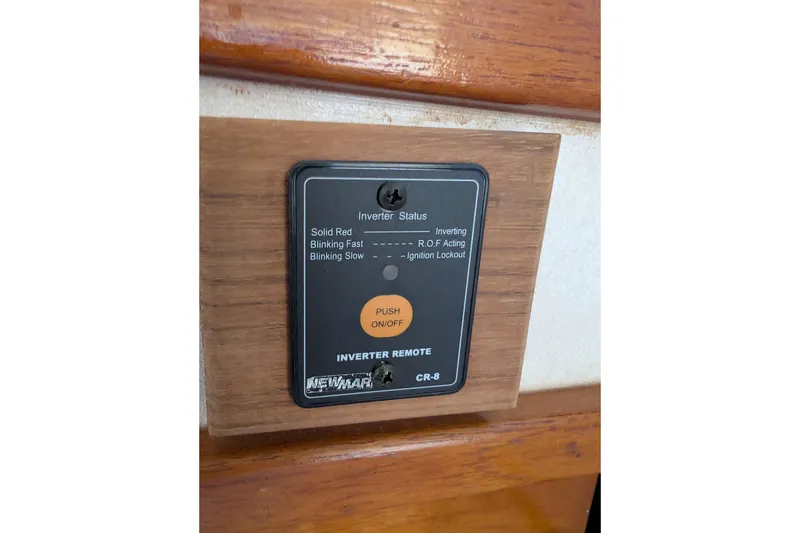 Inverter Status
Solid Red ——————— Inverting
Blinking Fast - - - - - - R.O.F Acting
Blinking Slow - - - Ignition Lockout
PUSH
ON/OFF
INVERTER REMOTE
NEWMAR CR-8